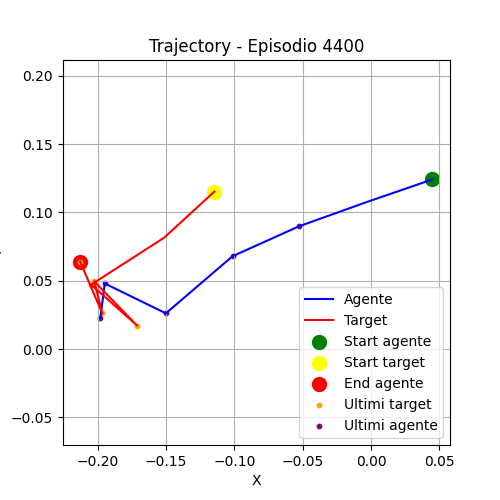 Trajectory - Episodio 4400
0.20
0.15
0.10
0.05
0.00
−0.05
−0.20
−0.15
−0.10
−0.05
0.00
0.05
X
Agente
Target
Start agente
Start target
End agente
Ultimi target
Ultimi agente